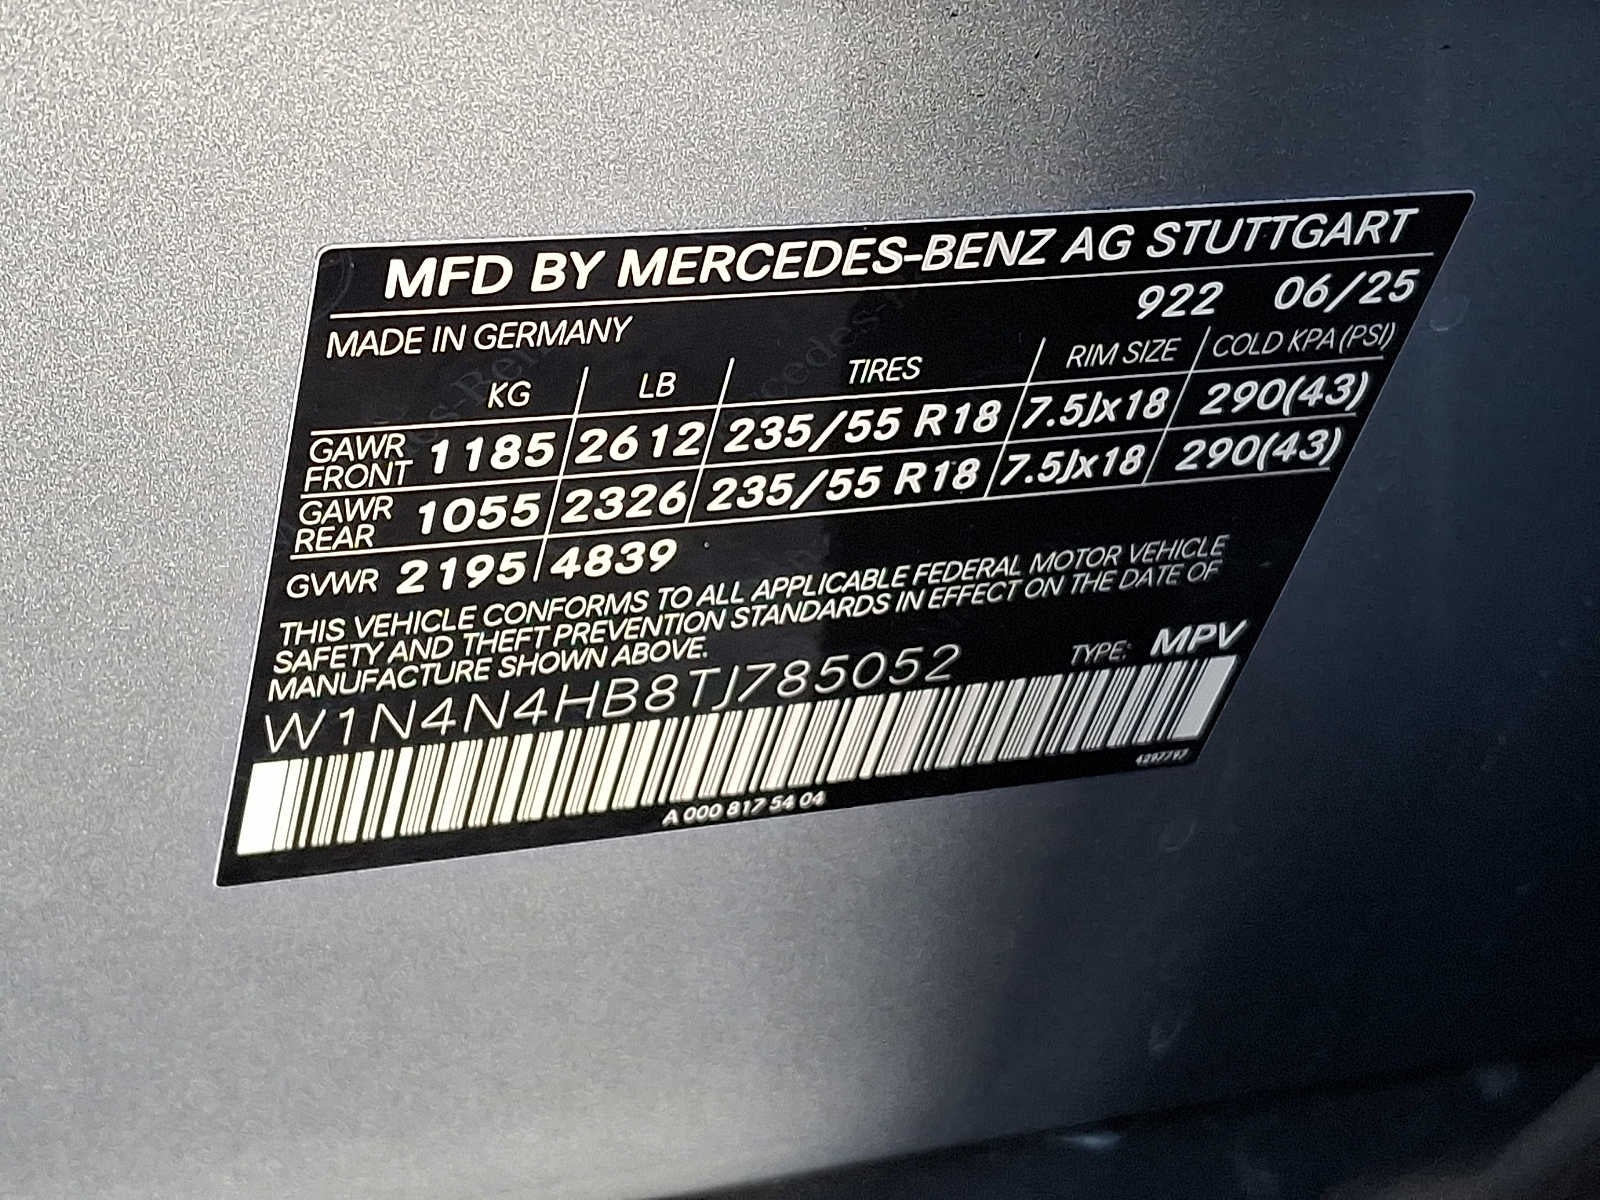 MFD BY MERCEDES-BENZ AG STUTTGART
922 06/25
MADE IN GERMANY
KG LB TIRES RIM SIZE COLD KPA (PSI)
GAWR FRONT 1185 2612 235/55 R18 7.5Jx18 290(43)
GAWR REAR 1055 2326 235/55 R18 7.5Jx18 290(43)
GVWR 2195 4839
THIS VEHICLE CONFORMS TO ALL APPLICABLE FEDERAL MOTOR VEHICLE
SAFETY AND THEFT PREVENTION STANDARDS IN EFFECT ON THE DATE OF
MANUFACTURE SHOWN ABOVE.
TYPE: MPV
W1N4N4HB8TJ785052
A 000 817 54 04
4297797